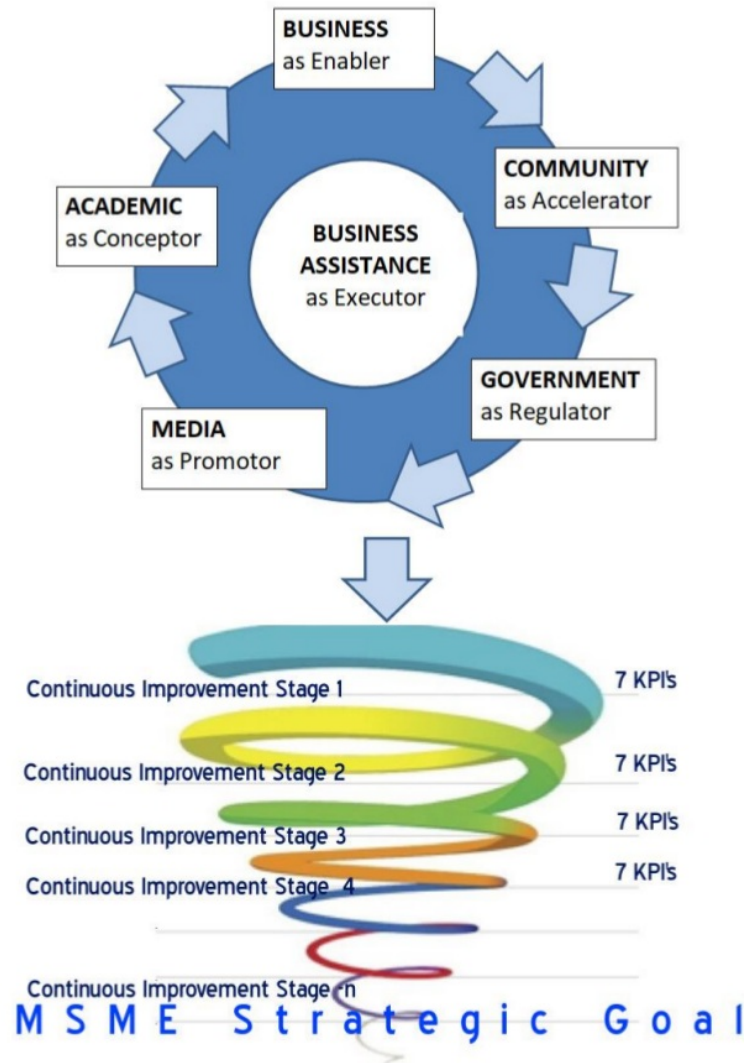 BUSINESS
as Enabler
COMMUNITY
as Accelerator
ACADEMIC
as Conceptor
BUSINESS
ASSISTANCE
as Executor
GOVERNMENT
as Regulator
MEDIA
as Promotor
Continuous Improvement Stage 1
7 KPI's
Continuous Improvement Stage 2
7 KPI's
Continuous Improvement Stage 3
7 KPI's
Continuous Improvement Stage 4
7 KPI's
Continuous Improvement Stage -n
MSME Strategic Goal